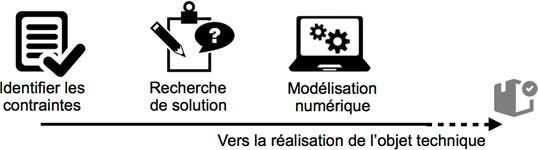 Identifier les
contraintes
Recherche
de solution
Modélisation
numérique
Vers la réalisation de l'objet technique